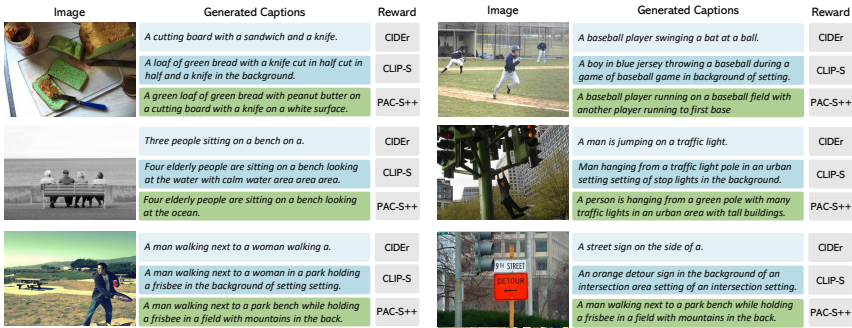 Image Generated Captions Reward
A cutting board with a sandwich and a knife. CIDEr
A loaf of green bread with a knife cut in half cut in
half and a knife in the background. CLIP-S
A green loaf of green bread with peanut butter on
a cutting board with a knife on a white surface. PAC-S++
Three people sitting on a bench on a. CIDEr
Four elderly people are sitting on a bench looking
at the water with calm water area area area. CLIP-S
Four elderly people are sitting on a bench looking
at the ocean. PAC-S++
A man walking next to a woman walking a. CIDEr
A man walking next to a woman in a park holding
a frisbee in the background of setting setting. CLIP-S
A man walking next to a park bench while holding
a frisbee in a field with mountains in the back. PAC-S++
Image Generated Captions Reward
A baseball player swinging a bat at a ball. CIDEr
A boy in blue jersey throwing a baseball during a
game of baseball game in background of setting. CLIP-S
A baseball player running on a baseball field with
another player running to first base PAC-S++
A man is jumping on a traffic light. CIDEr
Man hanging from a traffic light pole in an urban
setting setting of stop lights in the background. CLIP-S
A person is hanging from a green pole with many
traffic lights in an urban area with tall buildings. PAC-S++
9TH STREET
DETOUR
A street sign on the side of a. CIDEr
An orange detour sign in the background of an
intersection area setting of an intersection setting. CLIP-S
A man walking next to a park bench while holding
a frisbee in a field with mountains in the back. PAC-S++